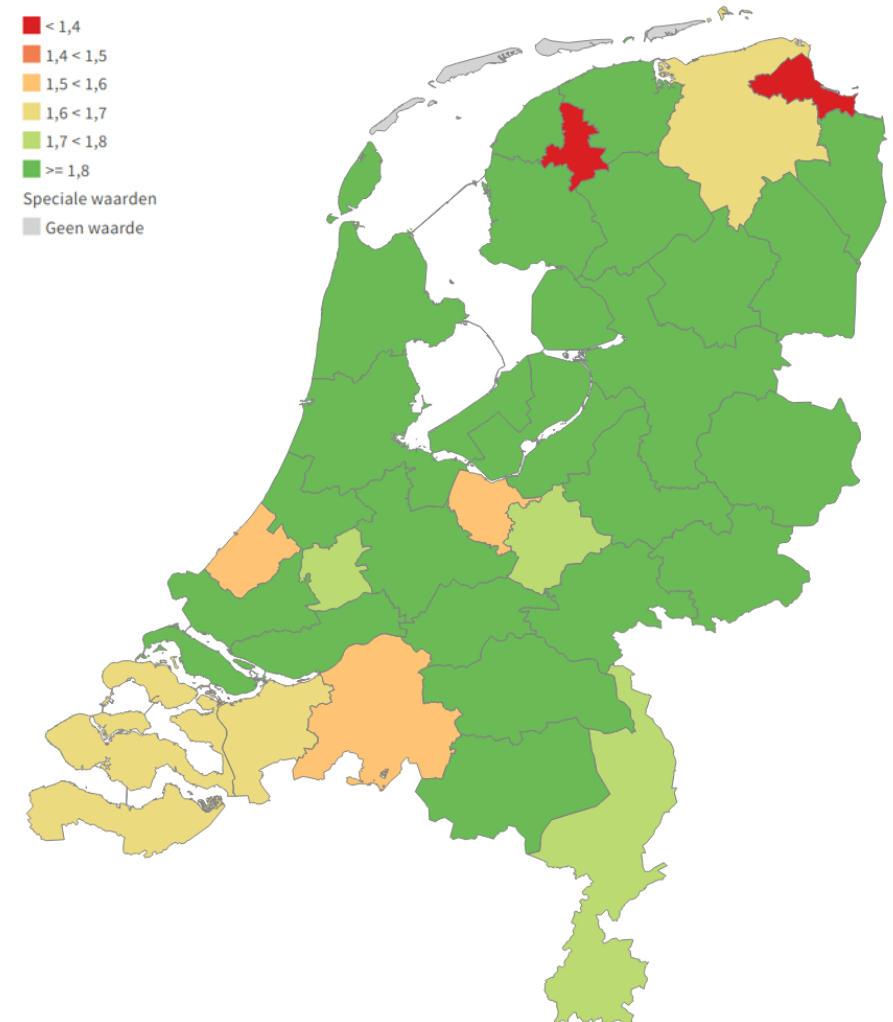 < 1,4
1,4 < 1,5
1,5 < 1,6
1,6 < 1,7
1,7 < 1,8
>= 1,8
Speciale waarden
Geen waarde